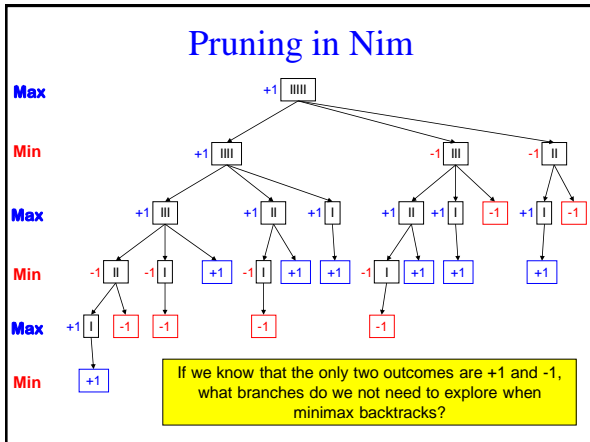 Pruning in Nim
Max +1 IIIII
Min +1 IIII -1 III -1 II
Max +1 III +1 II +1 I +1 II +1 I -1 +1 I -1
Min -1 II -1 I +1 -1 I +1 +1 -1 I +1 +1 +1
Max +1 I -1 -1 -1 -1
Min +1
If we know that the only two outcomes are +1 and -1,
what branches do we not need to explore when
minimax backtracks?